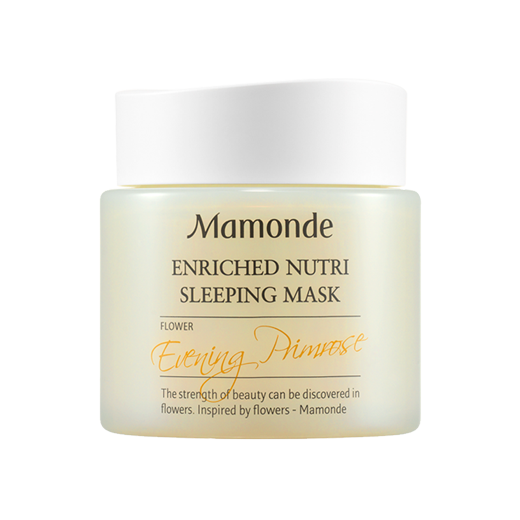 Mamonde
ENRICHED NUTRI
SLEEPING MASK
FLOWER
Evening Primrose
The strength of beauty can be discovered in
flowers. Inspired by flowers - Mamonde